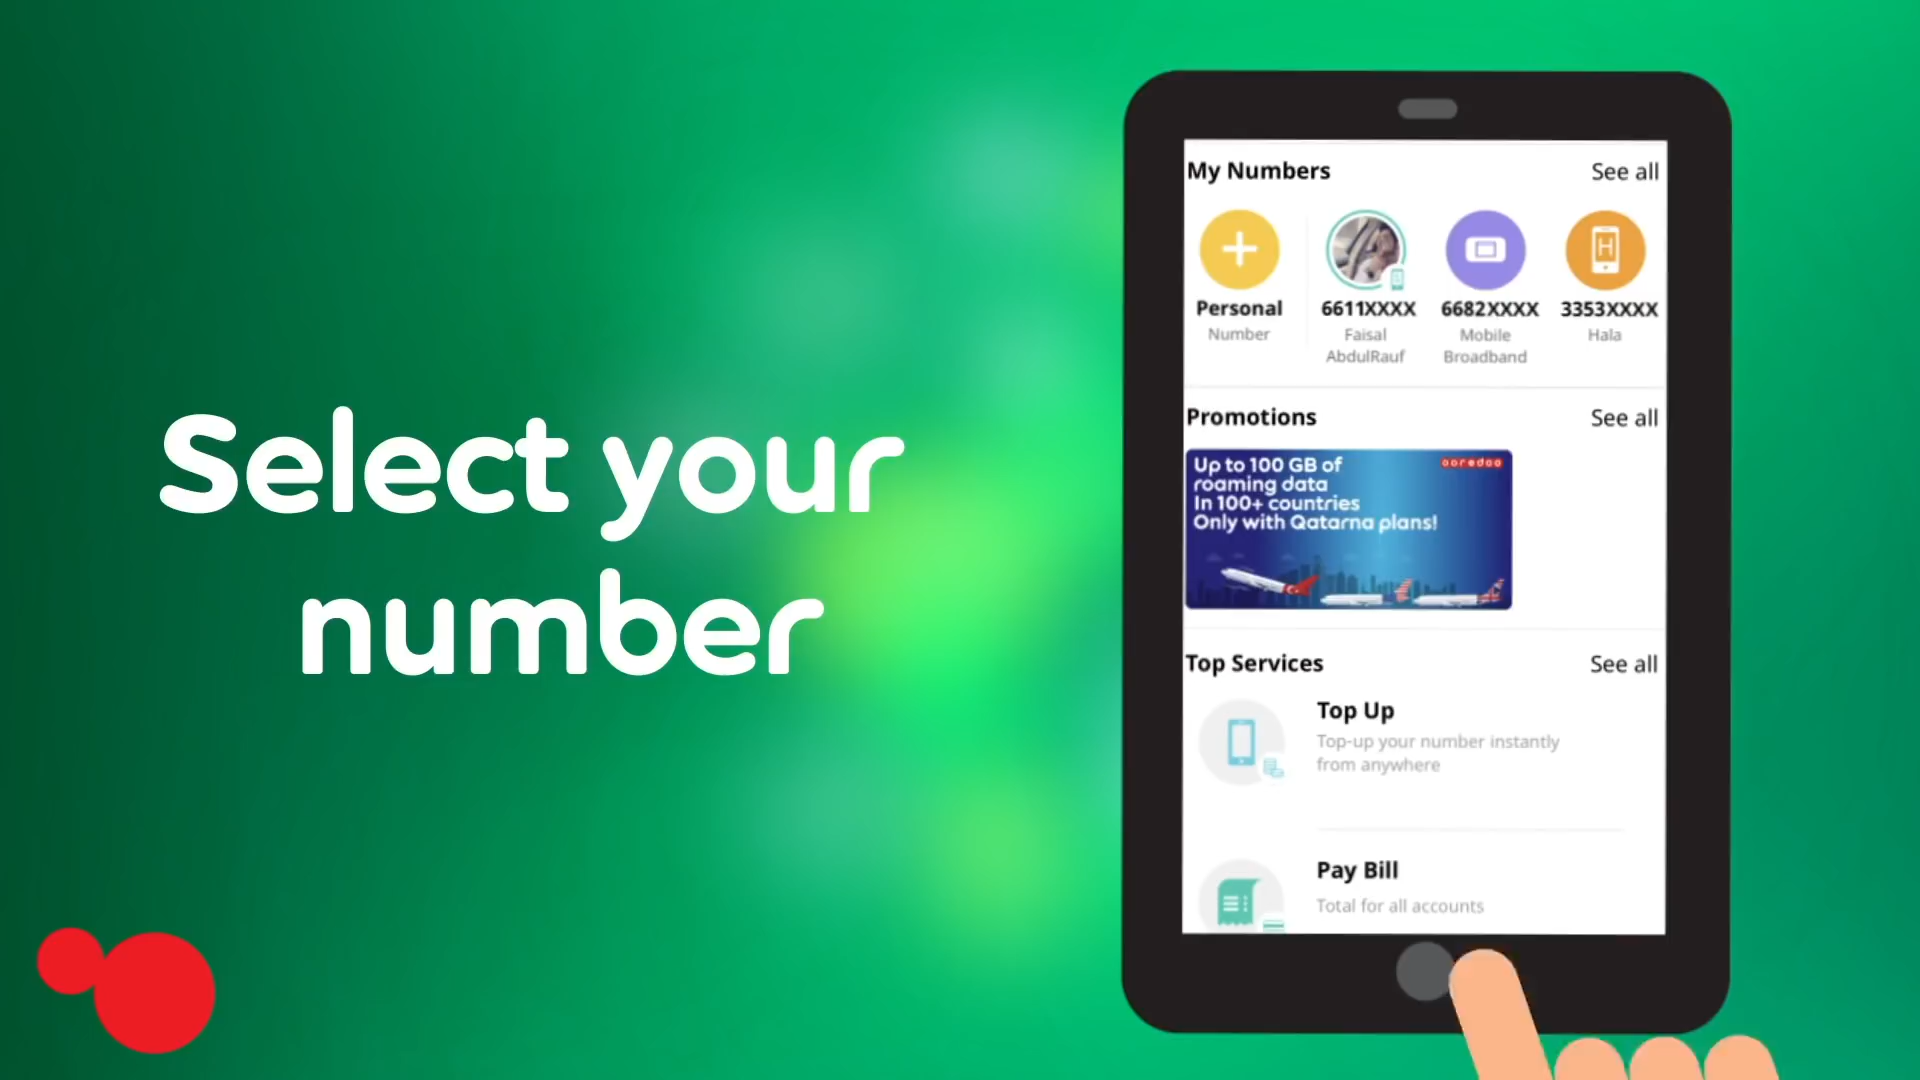 Select your
number
My Numbers
See all
Personal
Number
6611XXXX
Faisal
AbdulRauf
6682XXXX
Mobile
Broadband
3353XXXX
Hala
H
Promotions
See all
Up to 100 GB of
roaming data
In 100+ countries
Only with Qatarna plans!
ooredoo
Top Services
See all
Top Up
Top-up your number instantly
from anywhere
Pay Bill
Total for all accounts